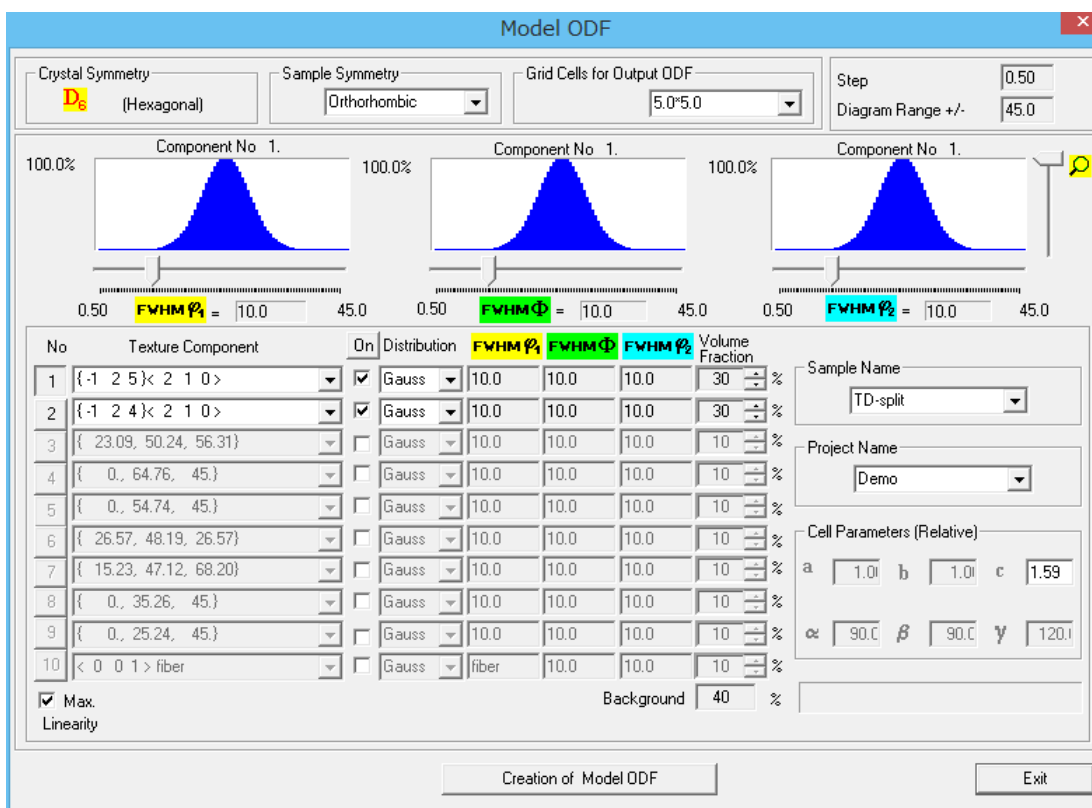 Model ODF
×
Crystal Symmetry
D6 (Hexagonal)
Sample Symmetry
Orthorhombic
Grid Cells for Output ODF
5.0*5.0
Step 0.50
Diagram Range +/- 45.0
Component No 1.
100.0%
0.50 FWHM φ1 = 10.0 45.0
Component No 1.
100.0%
0.50 FWHM Φ = 10.0 45.0
Component No 1.
100.0%
0.50 FWHM φ2 = 10.0 45.0
No Texture Component On Distribution FWHM φ1 FWHM Φ FWHM φ2 Volume Fraction
1 {-1 2 5}< 2 1 0> Gauss 10.0 10.0 10.0 30 %
2 {-1 2 4}< 2 1 0> Gauss 10.0 10.0 10.0 30 %
3 { 23.09, 50.24, 56.31} Gauss 10.0 10.0 10.0 10 %
4 { 0., 64.76, 45.} Gauss 10.0 10.0 10.0 10 %
5 { 0., 54.74, 45.} Gauss 10.0 10.0 10.0 10 %
6 { 26.57, 48.19, 26.57} Gauss 10.0 10.0 10.0 10 %
7 { 15.23, 47.12, 68.20} Gauss 10.0 10.0 10.0 10 %
8 { 0., 35.26, 45.} Gauss 10.0 10.0 10.0 10 %
9 { 0., 25.24, 45.} Gauss 10.0 10.0 10.0 10 %
10 < 0 0 1 > fiber Gauss fiber 10.0 10.0 10 %
Max.
Linearity
Background 40 %
Sample Name
TD-split
Project Name
Demo
Cell Parameters (Relative)
a 1.0 b 1.0 c 1.59
α 90. β 90. γ 120.
Creation of Model ODF
Exit